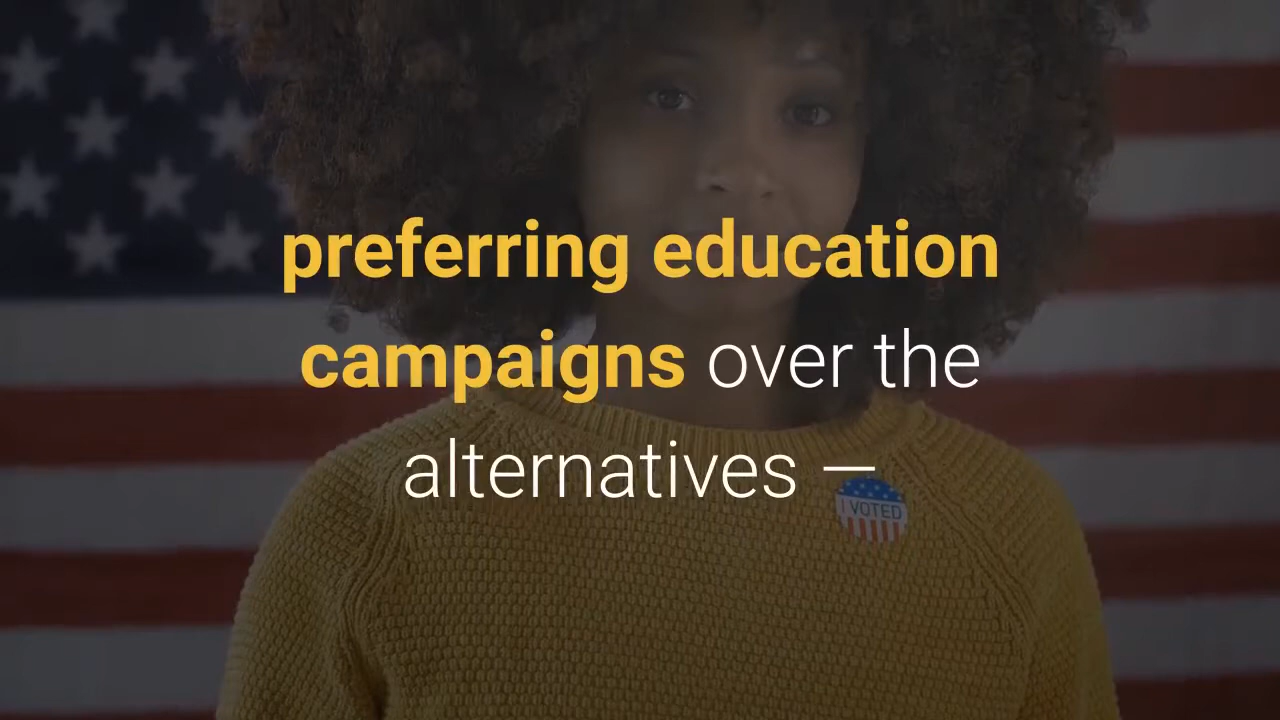 preferring education
campaigns over the
alternatives —
I VOTED